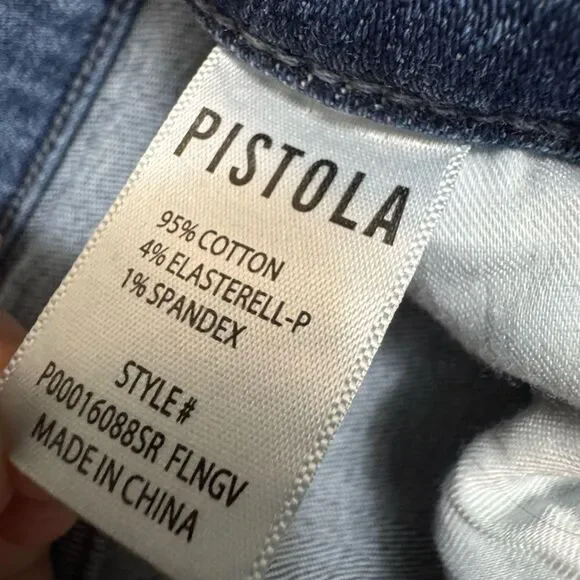 PISTOLA
95% COTTON
4% ELASTERELL-P
1% SPANDEX
STYLE#
P00016088SR FLNGV
MADE IN CHINA